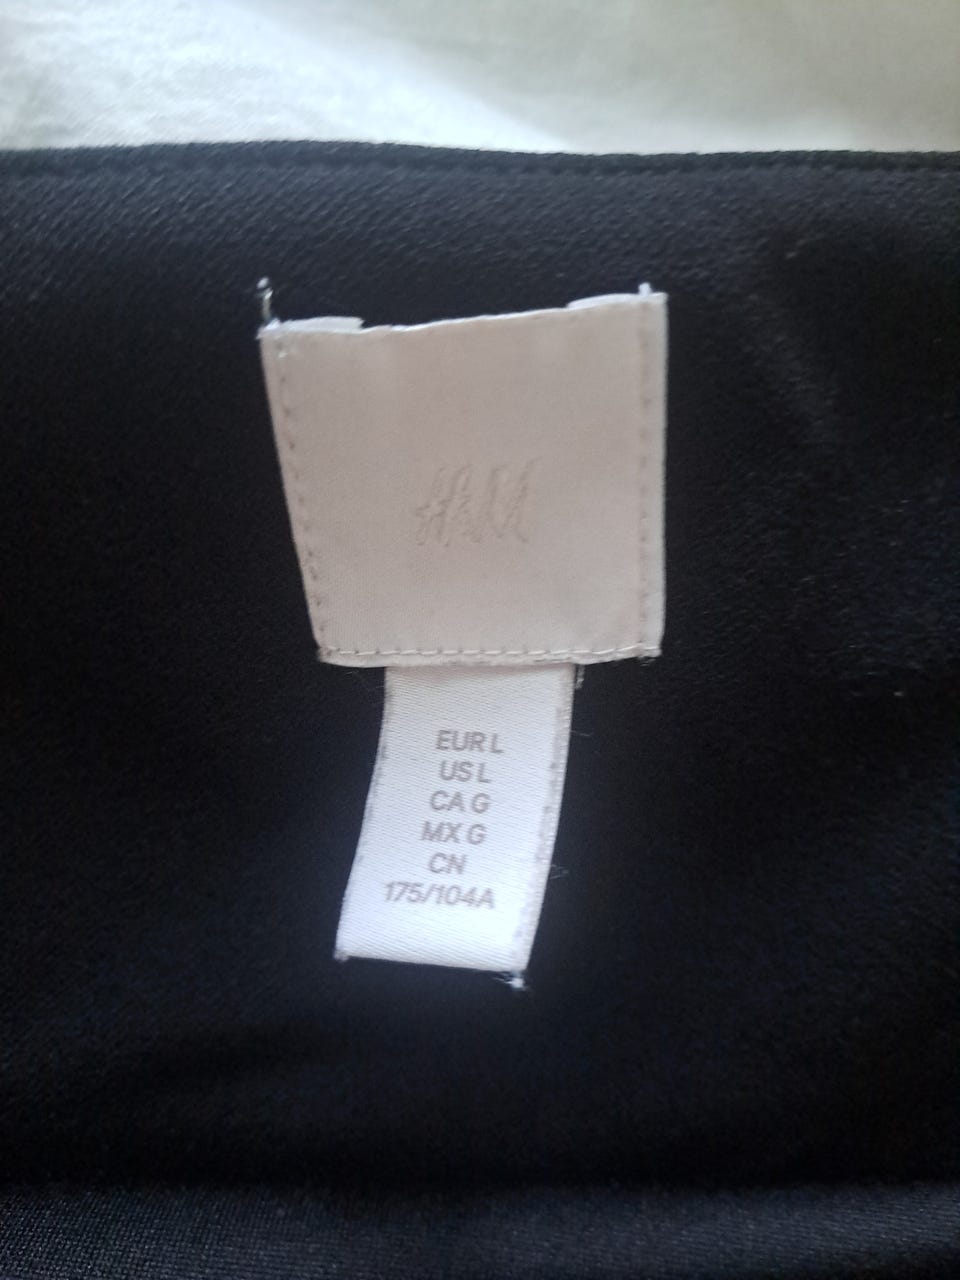 H&M
EUR L
US L
CA G
MX G
CN
175/104A